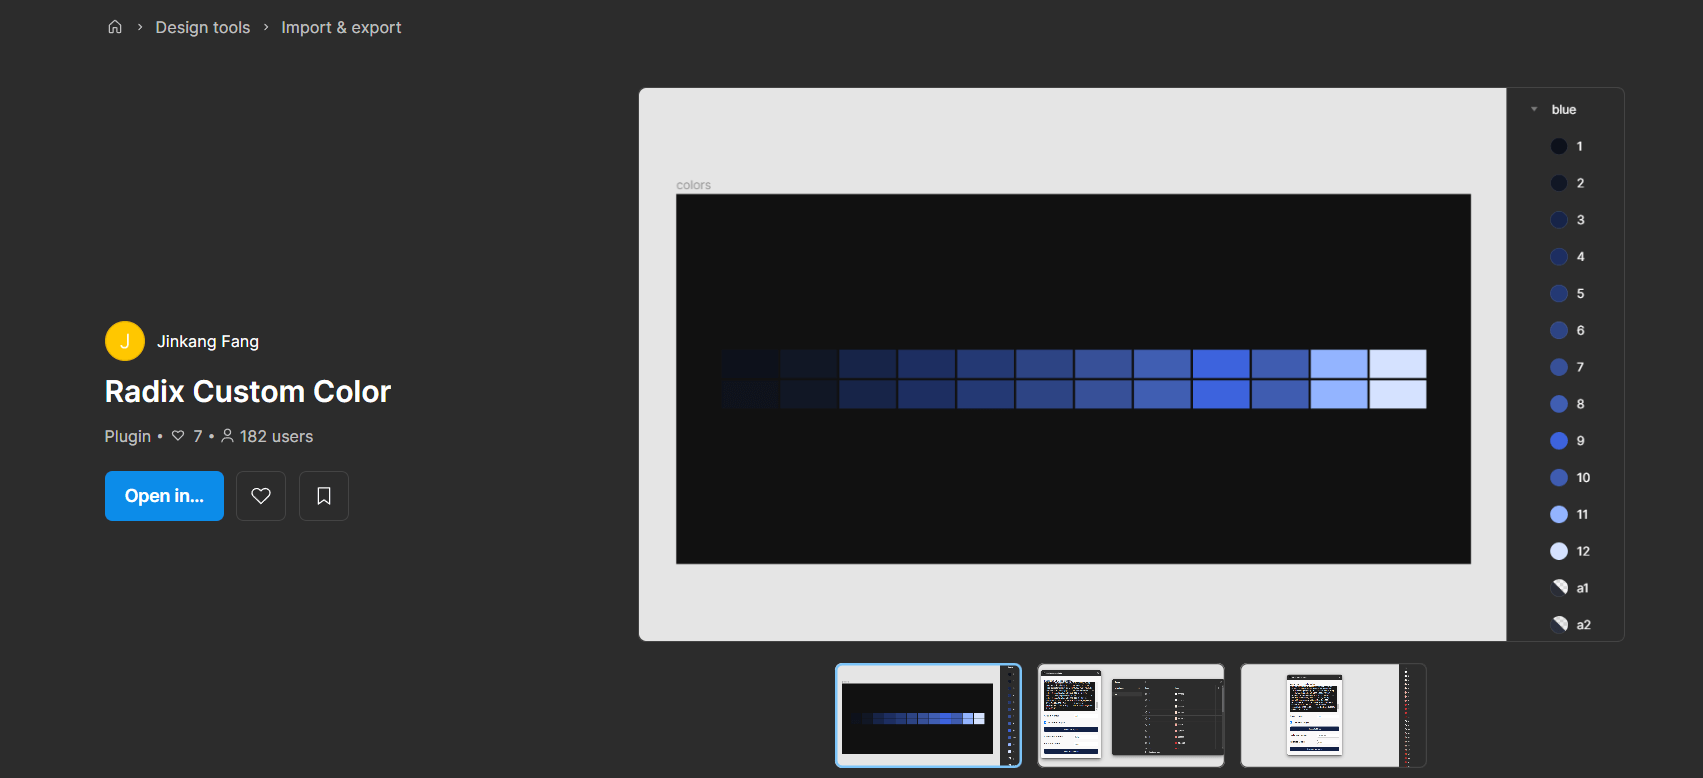 Design tools › Import & export
J
Jinkang Fang
Radix Custom Color
Plugin • 7 • 182 users
Open in...
colors
blue
1
2
3
4
5
6
7
8
9
10
11
12
a1
a2